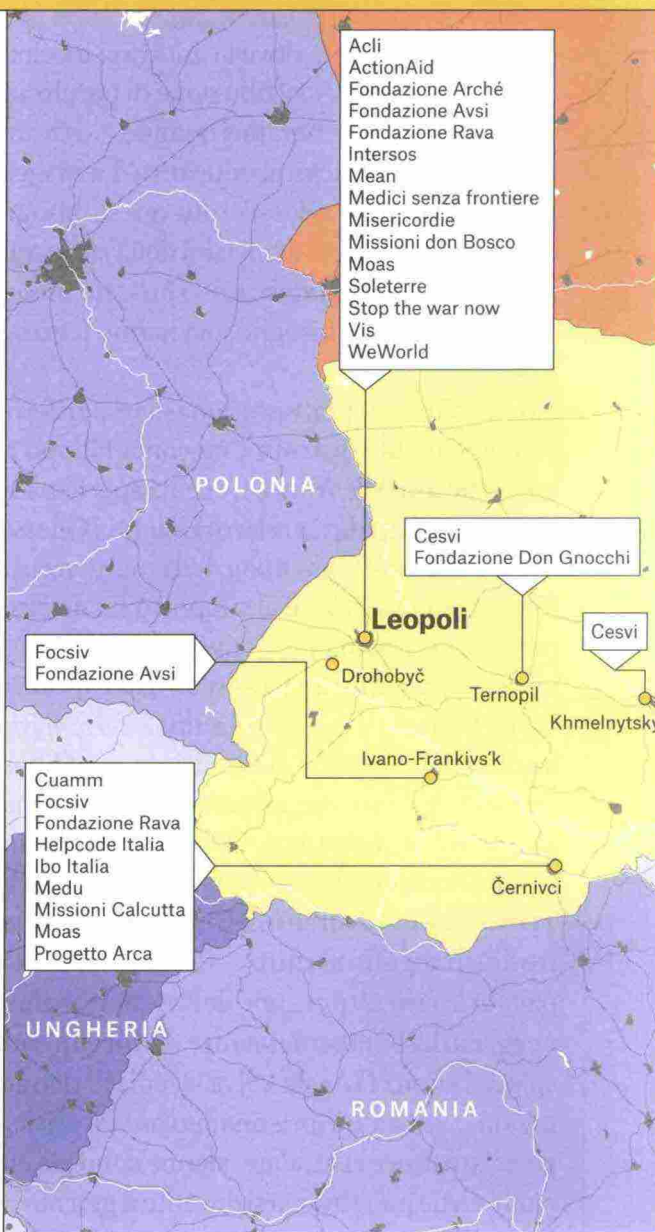 Acli
ActionAid
Fondazione Arché
Fondazione Avsi
Fondazione Rava
Intersos
Mean
Medici senza frontiere
Misericordie
Missioni don Bosco
Moas
Soleterre
Stop the war now
Vis
WeWorld
POLONIA
Cesvi
Fondazione Don Gnocchi
Leopoli
Cesvi
Focsiv
Fondazione Avsi
Drohobyč
Ternopil
Khmelnytsky
Ivano-Frankivs'k
Cuamm
Focsiv
Fondazione Rava
Helpcode Italia
Ibo Italia
Medu
Missioni Calcutta
Moas
Progetto Arca
Černivci
UNGHERIA
ROMANIA